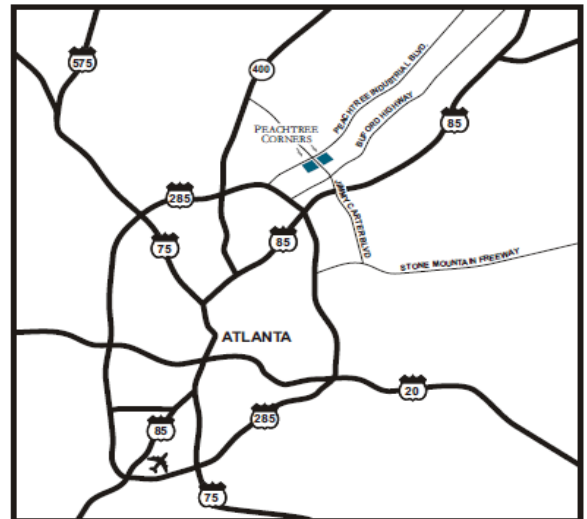 575
400
PEACHTREE INDUSTRIAL BLVD.
BUFORD HIGHWAY
85
PEACHTREE
CORNERS
285
JIMMY CARTER BLVD
75
85
STONE MOUNTAIN FREEWAY
ATLANTA
20
285
85
75